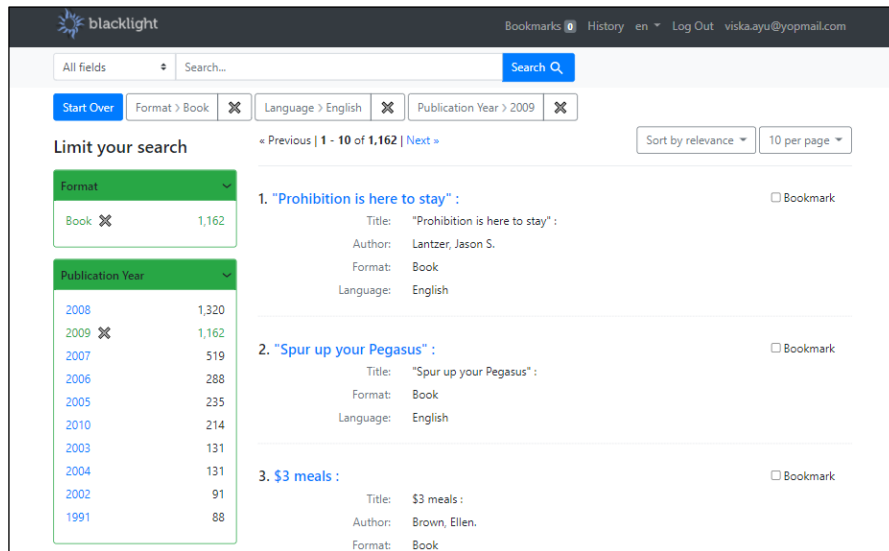 blacklight
Bookmarks 0 History en Log Out viska.ayu@yopmail.com
All fields Search... Search
Start Over Format > Book Language > English Publication Year > 2009
Limit your search
« Previous | 1 - 10 of 1,162 | Next »
Sort by relevance 10 per page
Format
Book 1,162
Publication Year
2008 1,320
2009 1,162
2007 519
2006 288
2005 235
2010 214
2003 131
2004 131
2002 91
1991 88
1. "Prohibition is here to stay" :
Bookmark
Title: "Prohibition is here to stay" :
Author: Lantzer, Jason S.
Format: Book
Language: English
2. "Spur up your Pegasus" :
Bookmark
Title: "Spur up your Pegasus" :
Format: Book
Language: English
3. $3 meals :
Bookmark
Title: $3 meals :
Author: Brown, Ellen.
Format: Book